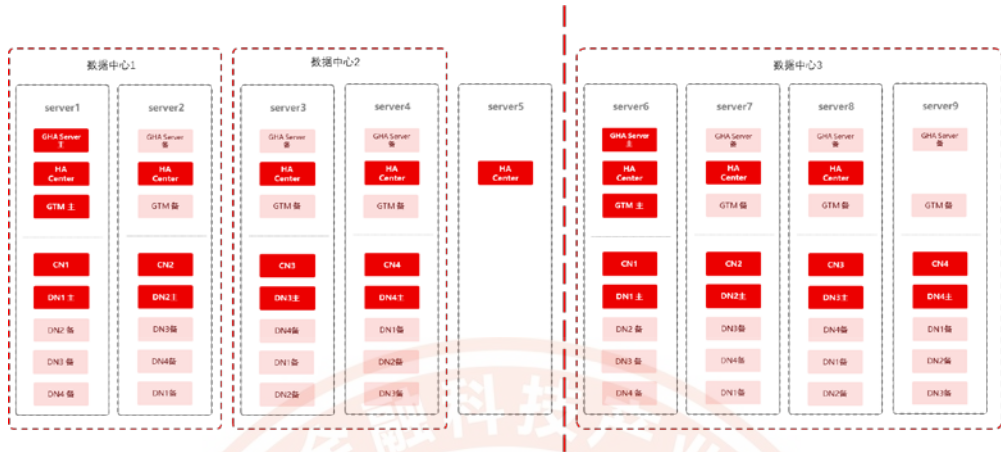 数据中心1
server1
GHA Server
主
HA
Center
GTM 主
CN1
DN1 主
DN2 备
DN3 备
DN4 备
server2
GHA Server
备
HA
Center
GTM 备
CN2
DN2主
DN3备
DN4备
DN1备
数据中心2
server3
GHA Server
备
HA
Center
GTM 备
CN3
DN3主
DN4备
DN1备
DN2备
server4
GHA Server
备
HA
Center
GTM 备
CN4
DN4主
DN1备
DN2备
DN3备
server5
HA
Center
数据中心3
server6
GHA Server
主
HA
Center
GTM 主
CN1
DN1 主
DN2 备
DN3 备
DN4 备
server7
GHA Server
备
HA
Center
GTM 备
CN2
DN2主
DN3备
DN4备
DN1备
server8
GHA Server
备
HA
Center
GTM 备
CN3
DN3主
DN4备
DN1备
DN2备
server9
GHA Server
备
GTM 备
CN4
DN4主
DN1备
DN2备
DN3备
金融科技产业